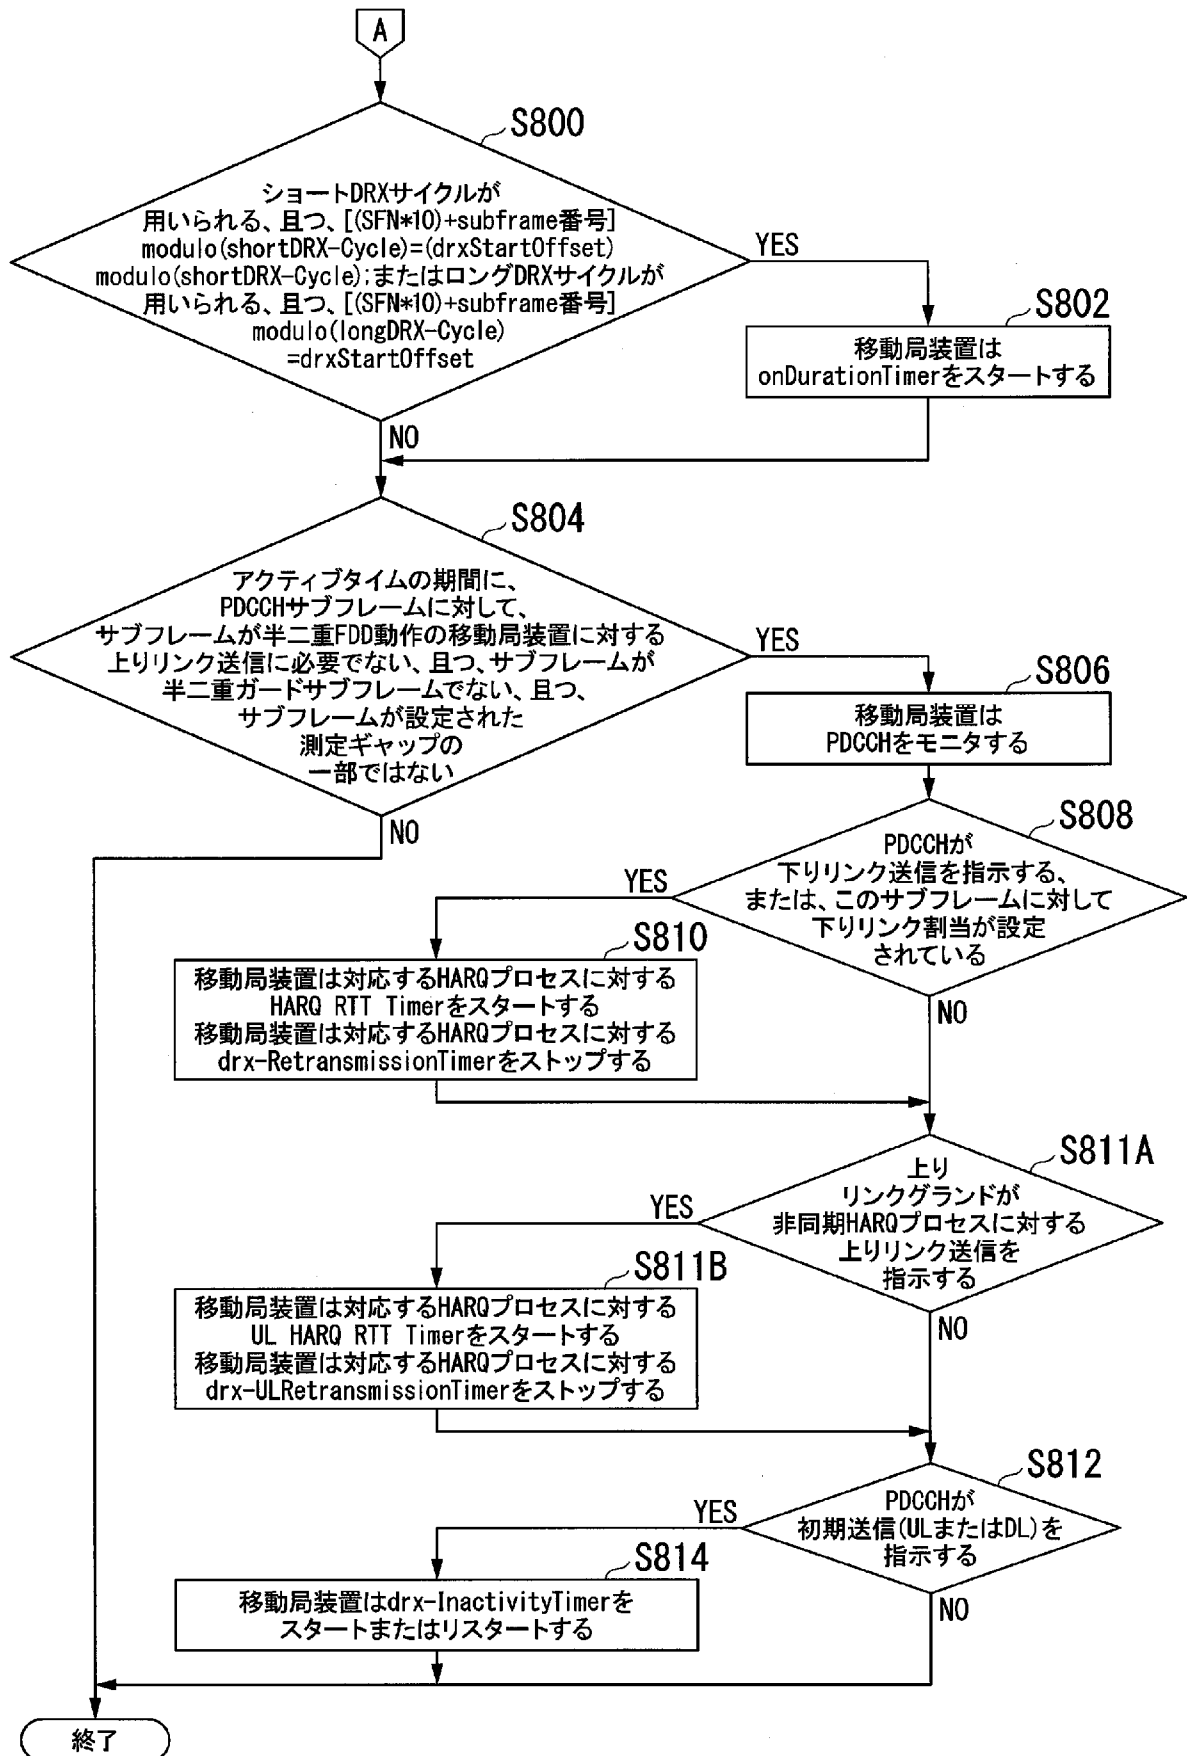 A
S800
ショートDRXサイクルが
用いられる、且つ、[(SFN*10)+subframe番号]
modulo(shortDRX-Cycle)=(drxStartOffset)
modulo(shortDRX-Cycle);またはロングDRXサイクルが
用いられる、且つ、[(SFN*10)+subframe番号]
modulo(longDRX-Cycle)
=drxStartOffset
YES
S802
移動局装置は
onDurationTimerをスタートする
NO
S804
アクティブタイムの期間に、
PDCCHサブフレームに対して、
サブフレームが半二重FDD動作の移動局装置に対する
上りリンク送信に必要でない、且つ、サブフレームが
半二重ガードサブフレームでない、且つ、
サブフレームが設定された
測定ギャップの
一部ではない
YES
S806
移動局装置は
PDCCHをモニタする
NO
S808
PDCCHが
下りリンク送信を指示する、
または、このサブフレームに対して
下りリンク割当が設定
されている
YES
S810
移動局装置は対応するHARQプロセスに対する
HARQ RTT Timerをスタートする
移動局装置は対応するHARQプロセスに対する
drx-RetransmissionTimerをストップする
NO
S811A
上り
リンクグランドが
非同期HARQプロセスに対する
上りリンク送信を
指示する
YES
S811B
移動局装置は対応するHARQプロセスに対する
UL HARQ RTT Timerをスタートする
移動局装置は対応するHARQプロセスに対する
drx-ULRetransmissionTimerをストップする
NO
S812
PDCCHが
初期送信(ULまたはDL)を
指示する
YES
S814
移動局装置はdrx-InactivityTimerを
スタートまたはリスタートする
NO
終了